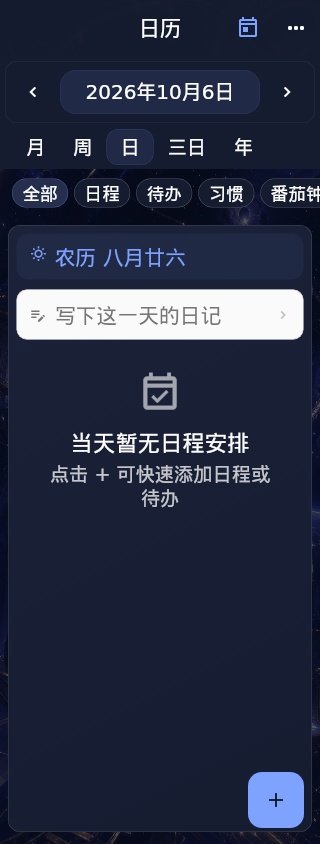 日历
2026年10月6日
月 周 日 三日 年
全部 日程 待办 习惯 番茄钟
农历 八月廿六
写下这一天的日记
当天暂无日程安排
点击 + 可快速添加日程或
待办
+